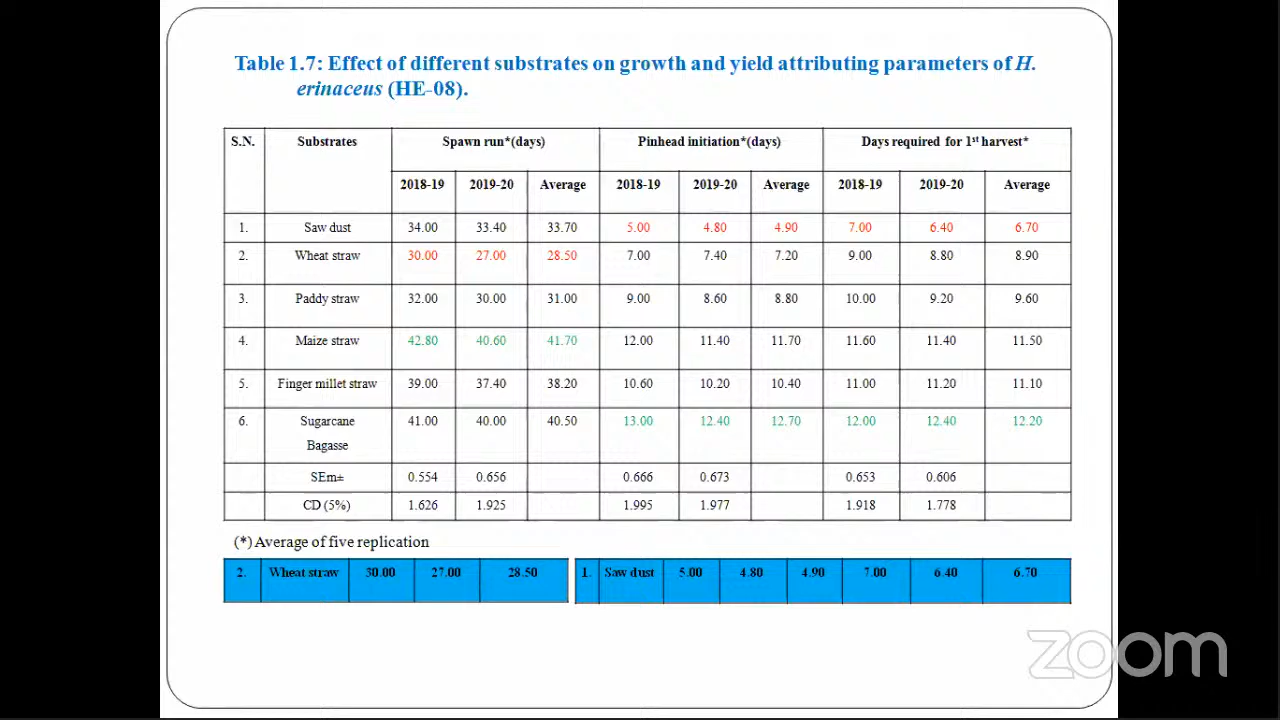 Table 1.7: Effect of different substrates on growth and yield attributing parameters of H.
erinaceus (HE-08).
S.N. Substrates Spawn run*(days) Pinhead initiation*(days) Days required for 1st harvest*
2018-19 2019-20 Average 2018-19 2019-20 Average 2018-19 2019-20 Average
1. Saw dust 34.00 33.40 33.70 5.00 4.80 4.90 7.00 6.40 6.70
2. Wheat straw 30.00 27.00 28.50 7.00 7.40 7.20 9.00 8.80 8.90
3. Paddy straw 32.00 30.00 31.00 9.00 8.60 8.80 10.00 9.20 9.60
4. Maize straw 42.80 40.60 41.70 12.00 11.40 11.70 11.60 11.40 11.50
5. Finger millet straw 39.00 37.40 38.20 10.60 10.20 10.40 11.00 11.20 11.10
6. Sugarcane 41.00 40.00 40.50 13.00 12.40 12.70 12.00 12.40 12.20
Bagasse
SEm± 0.554 0.656 0.666 0.673 0.653 0.606
CD (5%) 1.626 1.925 1.995 1.977 1.918 1.778
(*) Average of five replication
2. Wheat straw 30.00 27.00 28.50 1. Saw dust 5.00 4.80 4.90 7.00 6.40 6.70
zoom